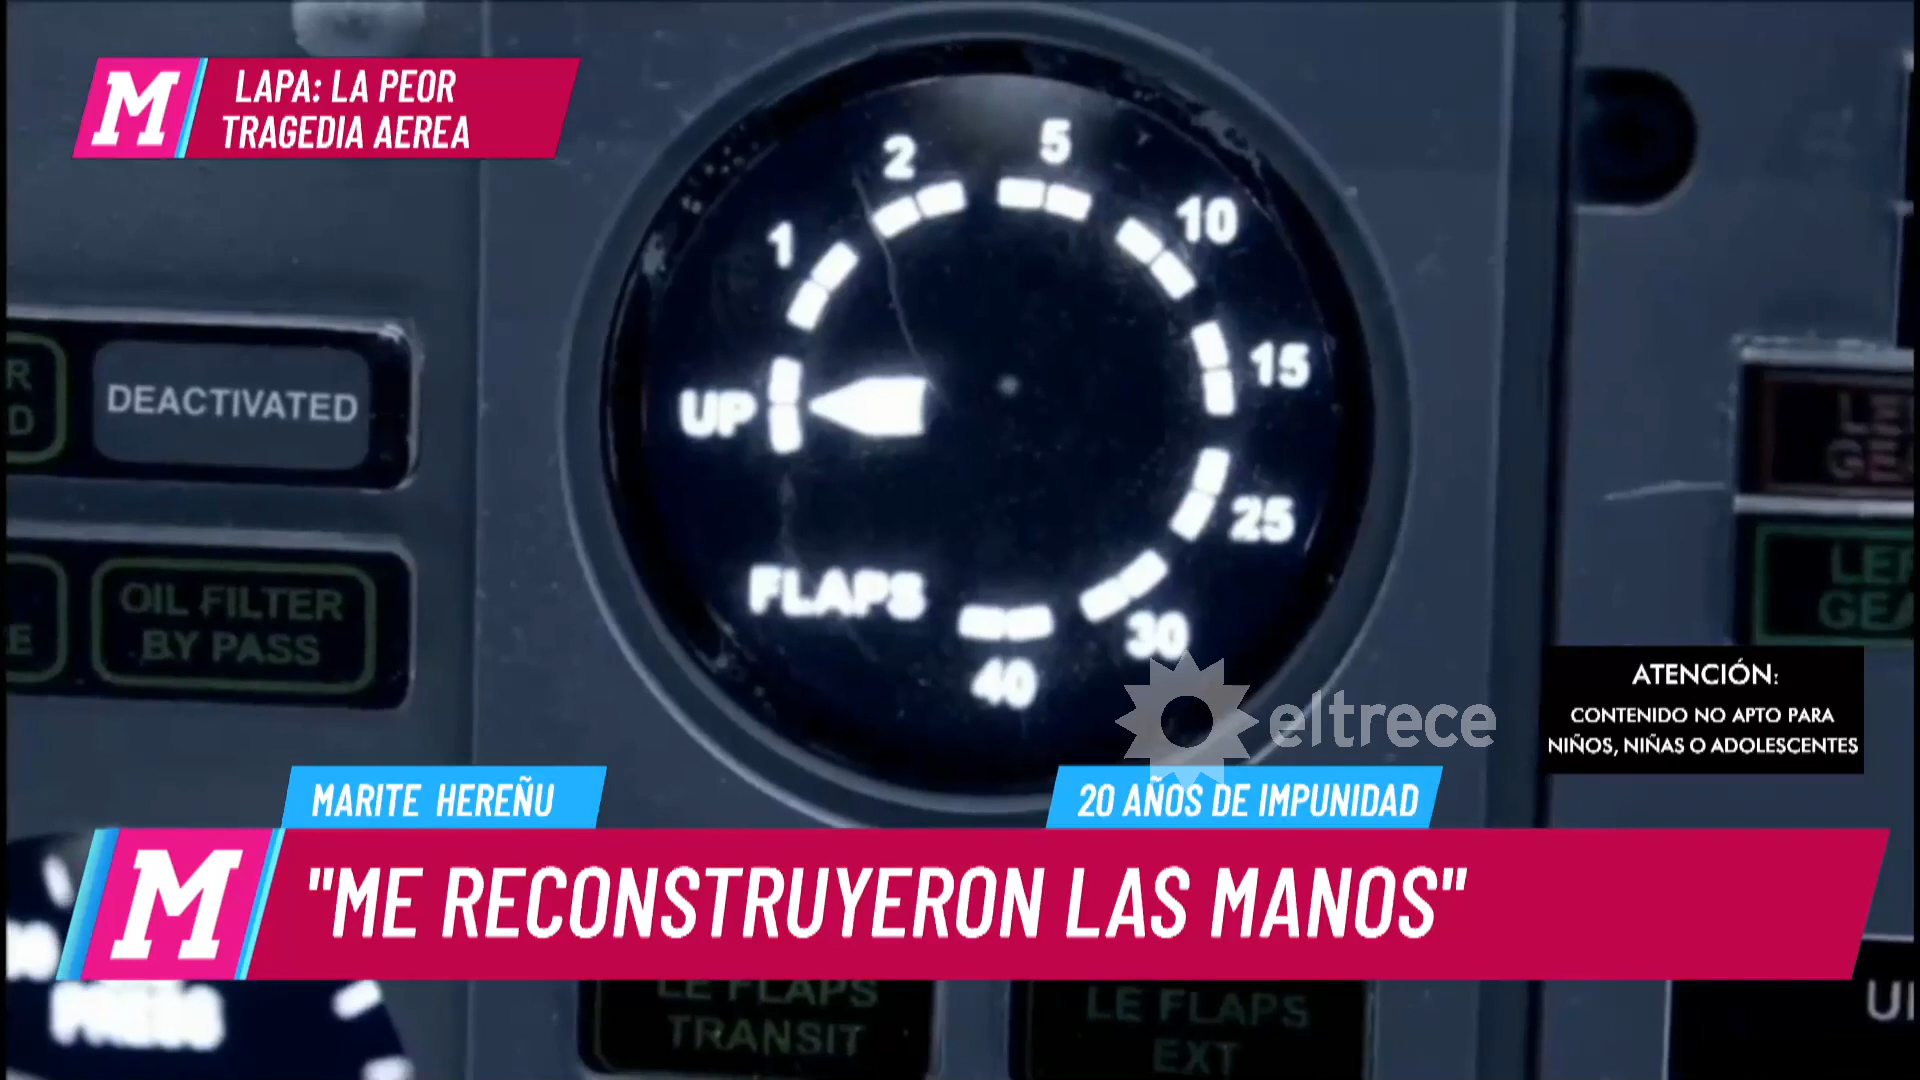 M
LAPA: LA PEOR
TRAGEDIA AEREA
2
5
1
10
15
UP
25
FLAPS
30
40
DEACTIVATED
OIL FILTER
BY PASS
eltrece
ATENCIÓN:
CONTENIDO NO APTO PARA
NIÑOS, NIÑAS O ADOLESCENTES
MARITE HEREÑU
20 AÑOS DE IMPUNIDAD
M
"ME RECONSTRUYERON LAS MANOS"
PRESS
LE FLAPS
TRANSIT
LE FLAPS
EXT